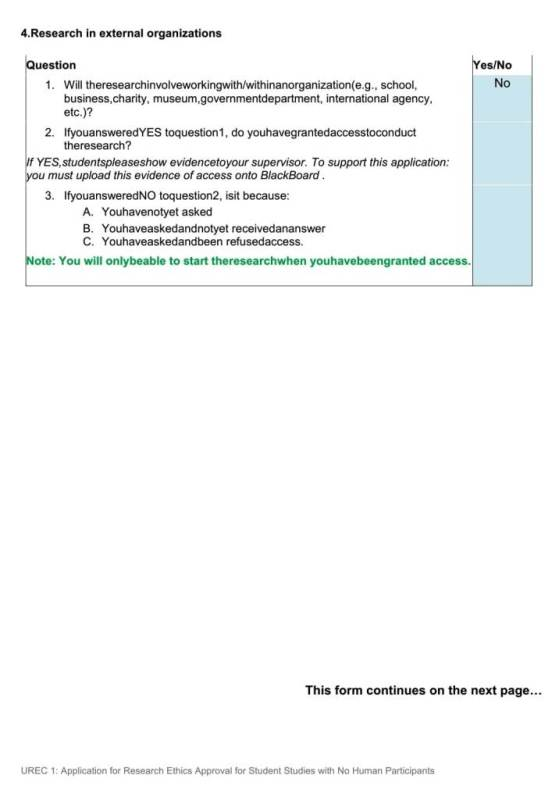 4.Research in external organizations
Question Yes/No
1. Will theresearchinvolveworkingwith/withinanorganization(e.g., school, No
business,charity, museum,governmentdepartment, international agency,
etc.)?
2. IfyouansweredYES toquestion1, do youhavegrantedaccesstoconduct
theresearch?
If YES,studentspleaseshow evidencetoyour supervisor. To support this application:
you must upload this evidence of access onto BlackBoard .
3. IfyouansweredNO toquestion2, isit because:
A. Youhavenotyet asked
B. Youhaveaskedandnotyet receivedananswer
C. Youhaveaskedandbeen refusedaccess.
Note: You will onlybeable to start theresearchwhen youhavebeengranted access.
This form continues on the next page…
UREC 1: Application for Research Ethics Approval for Student Studies with No Human Participants